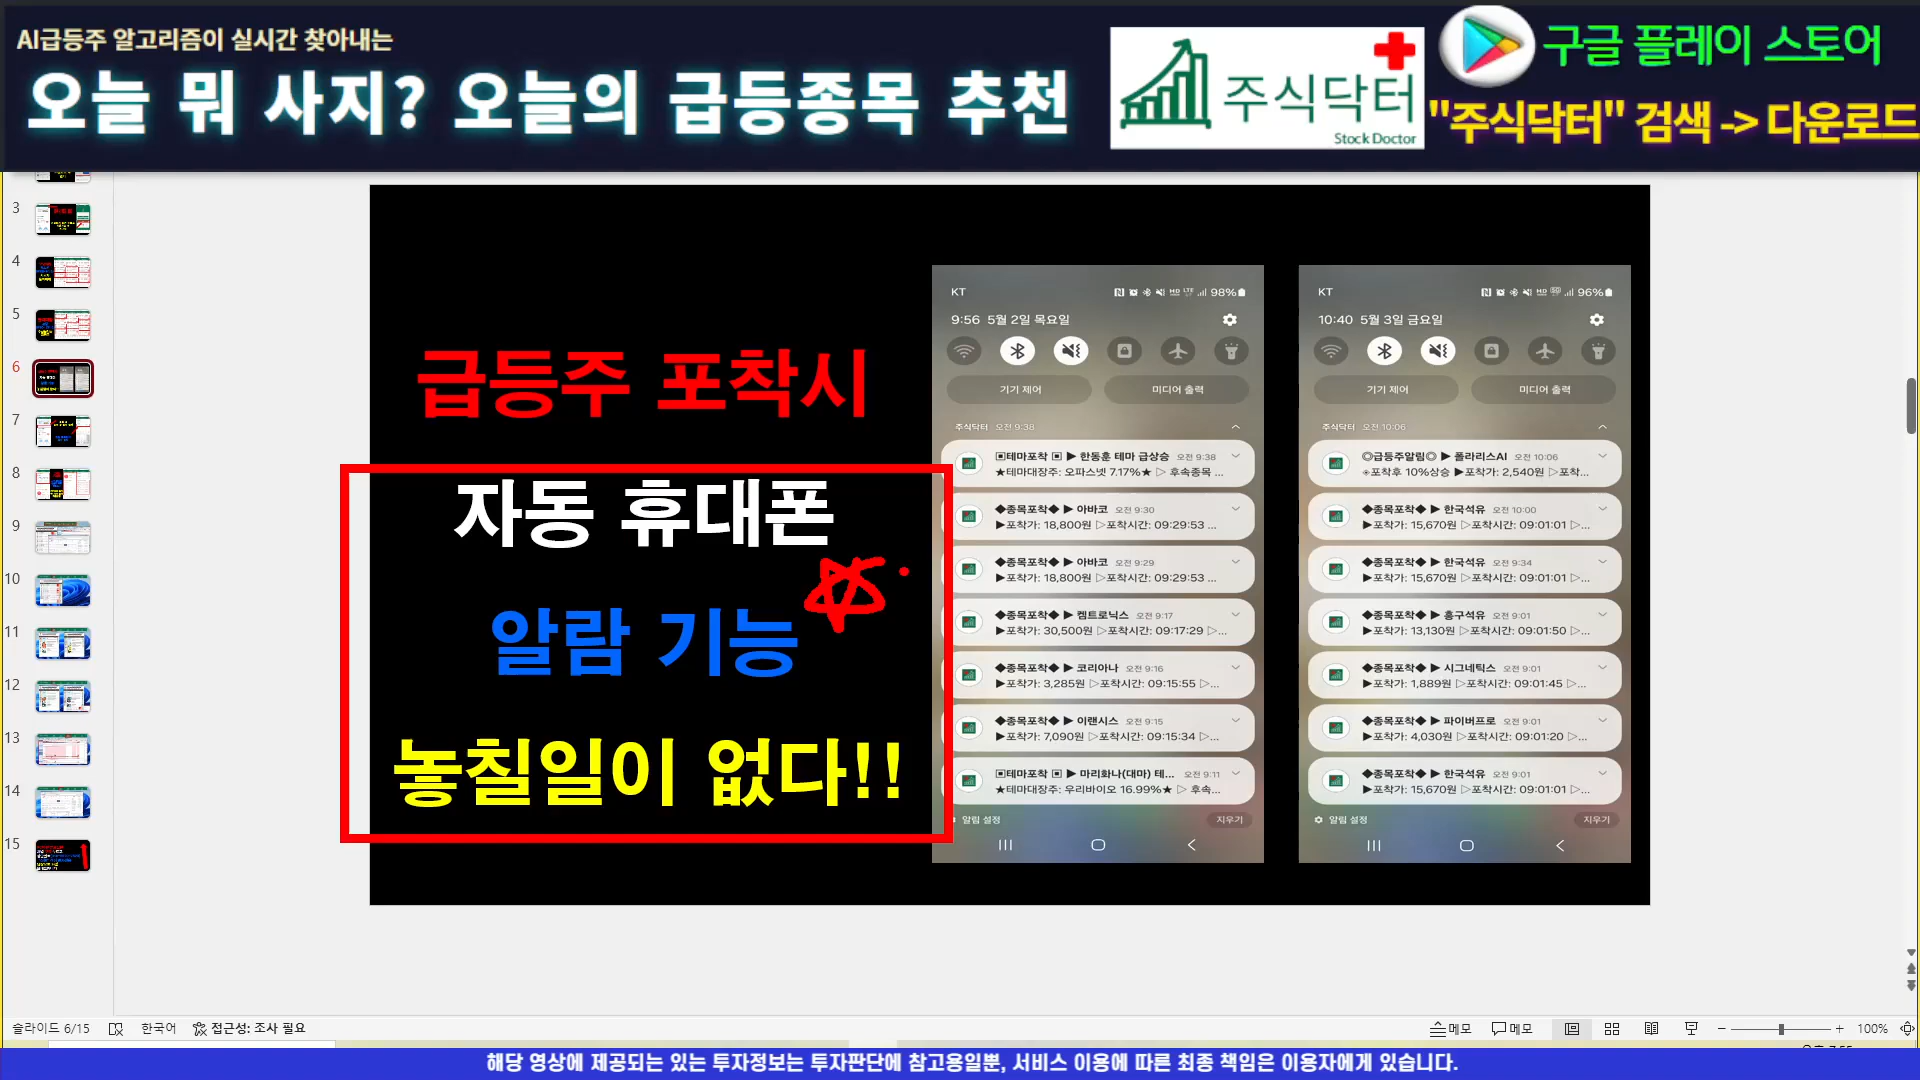 AI급등주 알고리즘이 실시간 찾아내는
오늘 뭐 사지? 오늘의 급등종목 추천
주식닥터
Stock Doctor
구글 플레이 스토어
"주식닥터" 검색 -> 다운로드
3
4
5
6
7
8
9
10
11
12
13
14
15
급등주 포착시
자동 휴대폰
알람 기능
놓칠일이 없다!!
KT
98%
9:56 5월 2일 목요일
기기 제어
미디어 출력
주식닥터 오전 9:38
▣테마포착 ▣ ▶ 한동훈 테마 급상승 오전 9:38
★테마대장주: 오파스넷 7.17%★ ▷ 후속종목 ...
◆종목포착◆ ▶ 아바코 오전 9:30
▶포착가: 18,800원 ▷포착시간: 09:29:53 ...
◆종목포착◆ ▶ 아바코 오전 9:29
▶포착가: 18,800원 ▷포착시간: 09:29:53 ...
◆종목포착◆ ▶ 켐트로닉스 오전 9:17
▶포착가: 30,500원 ▷포착시간: 09:17:29 ▷...
◆종목포착◆ ▶ 코리아나 오전 9:16
▶포착가: 3,285원 ▷포착시간: 09:15:55 ▷...
◆종목포착◆ ▶ 이랜시스 오전 9:15
▶포착가: 7,090원 ▷포착시간: 09:15:34 ▷...
▣테마포착 ▣ ▶ 마리화나(대마) 테... 오전 9:11
★테마대장주: 우리바이오 16.99%★ ▷ 후속...
알림 설정
지우기
KT
96%
10:40 5월 3일 금요일
기기 제어
미디어 출력
주식닥터 오전 10:06
◎급등주알림◎ ▶ 폴라리스AI 오전 10:06
※포착후 10%상승 ▶포착가: 2,540원 ▷포착...
◆종목포착◆ ▶ 한국석유 오전 10:00
▶포착가: 15,670원 ▷포착시간: 09:01:01 ▷...
◆종목포착◆ ▶ 한국석유 오전 9:34
▶포착가: 15,670원 ▷포착시간: 09:01:01 ▷...
◆종목포착◆ ▶ 흥구석유 오전 9:01
▶포착가: 13,130원 ▷포착시간: 09:01:50 ▷...
◆종목포착◆ ▶ 시그네틱스 오전 9:01
▶포착가: 1,889원 ▷포착시간: 09:01:45 ▷...
◆종목포착◆ ▶ 파이버프로 오전 9:01
▶포착가: 4,030원 ▷포착시간: 09:01:20 ▷...
◆종목포착◆ ▶ 한국석유 오전 9:01
▶포착가: 15,670원 ▷포착시간: 09:01:01 ▷...
알림 설정
지우기
슬라이드 6/15 한국어 접근성: 조사 필요
메모 메모 100%
해당 영상에 제공되는 있는 투자정보는 투자판단에 참고용일뿐, 서비스 이용에 따른 최종 책임은 이용자에게 있습니다.